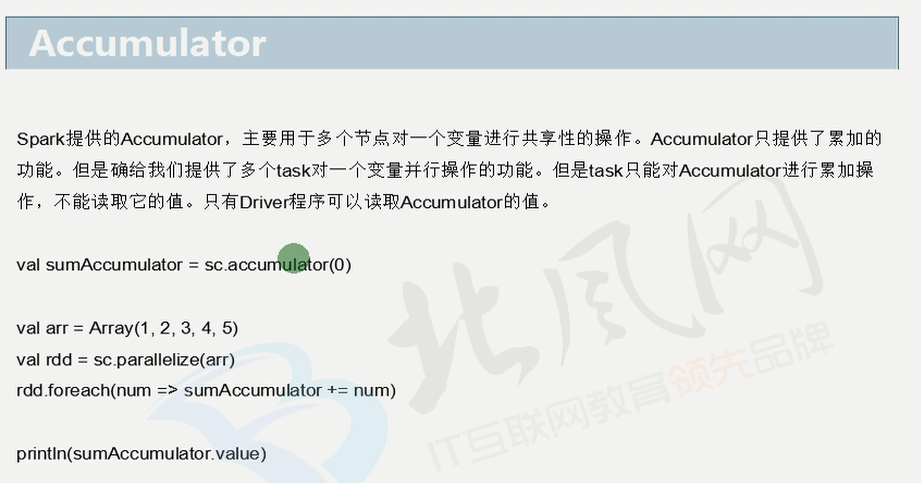 Accumulator
Spark提供的Accumulator，主要用于多个节点对一个变量进行共享性的操作。Accumulator只提供了累加的
功能。但是确给我们提供了多个task对一个变量并行操作的功能。但是task只能对Accumulator进行累加操
作，不能读取它的值。只有Driver程序可以读取Accumulator的值。
val sumAccumulator = sc.accumulator(0)
val arr = Array(1, 2, 3, 4, 5)
val rdd = sc.parallelize(arr)
rdd.foreach(num => sumAccumulator += num)
println(sumAccumulator.value)
北风网
IT互联网教育领先品牌